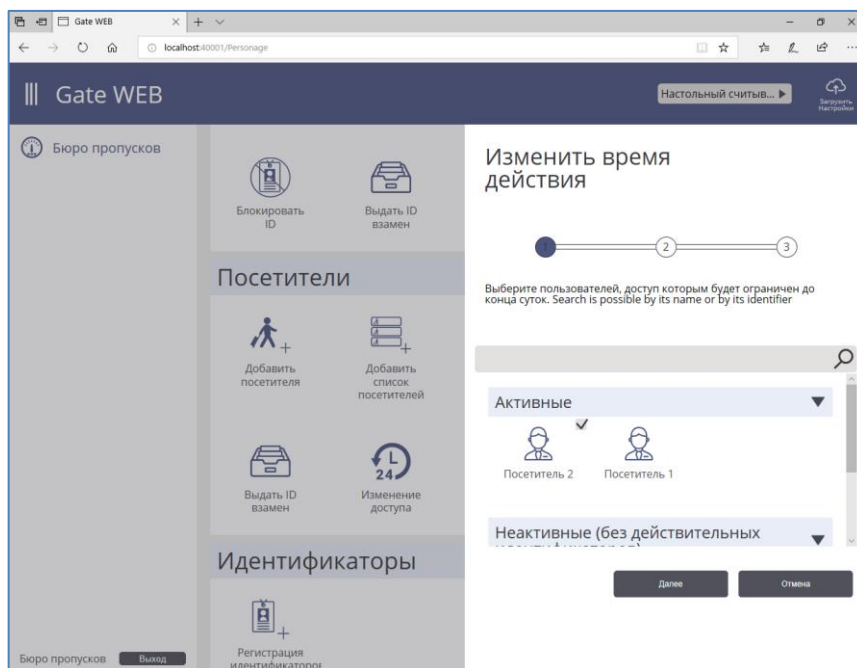 Gate WEB
localhost:40001/Personage
Gate WEB
Настольный считыв...
Загрузить
Настройки
Бюро пропусков
Блокировать
ID
Выдать ID
взамен
Посетители
Добавить
посетителя
Добавить
список
посетителей
Выдать ID
взамен
24
Изменение
доступа
Идентификаторы
Регистрация
идентификаторов
Бюро пропусков
Выход
Изменить время
действия
1
2
3
Выберите пользователей, доступ которым будет ограничен до
конца суток. Search is possible by its name or by its identifier
Активные
Посетитель 2
Посетитель 1
Неактивные (без действительных
идентификаторов)
Далее
Отмена